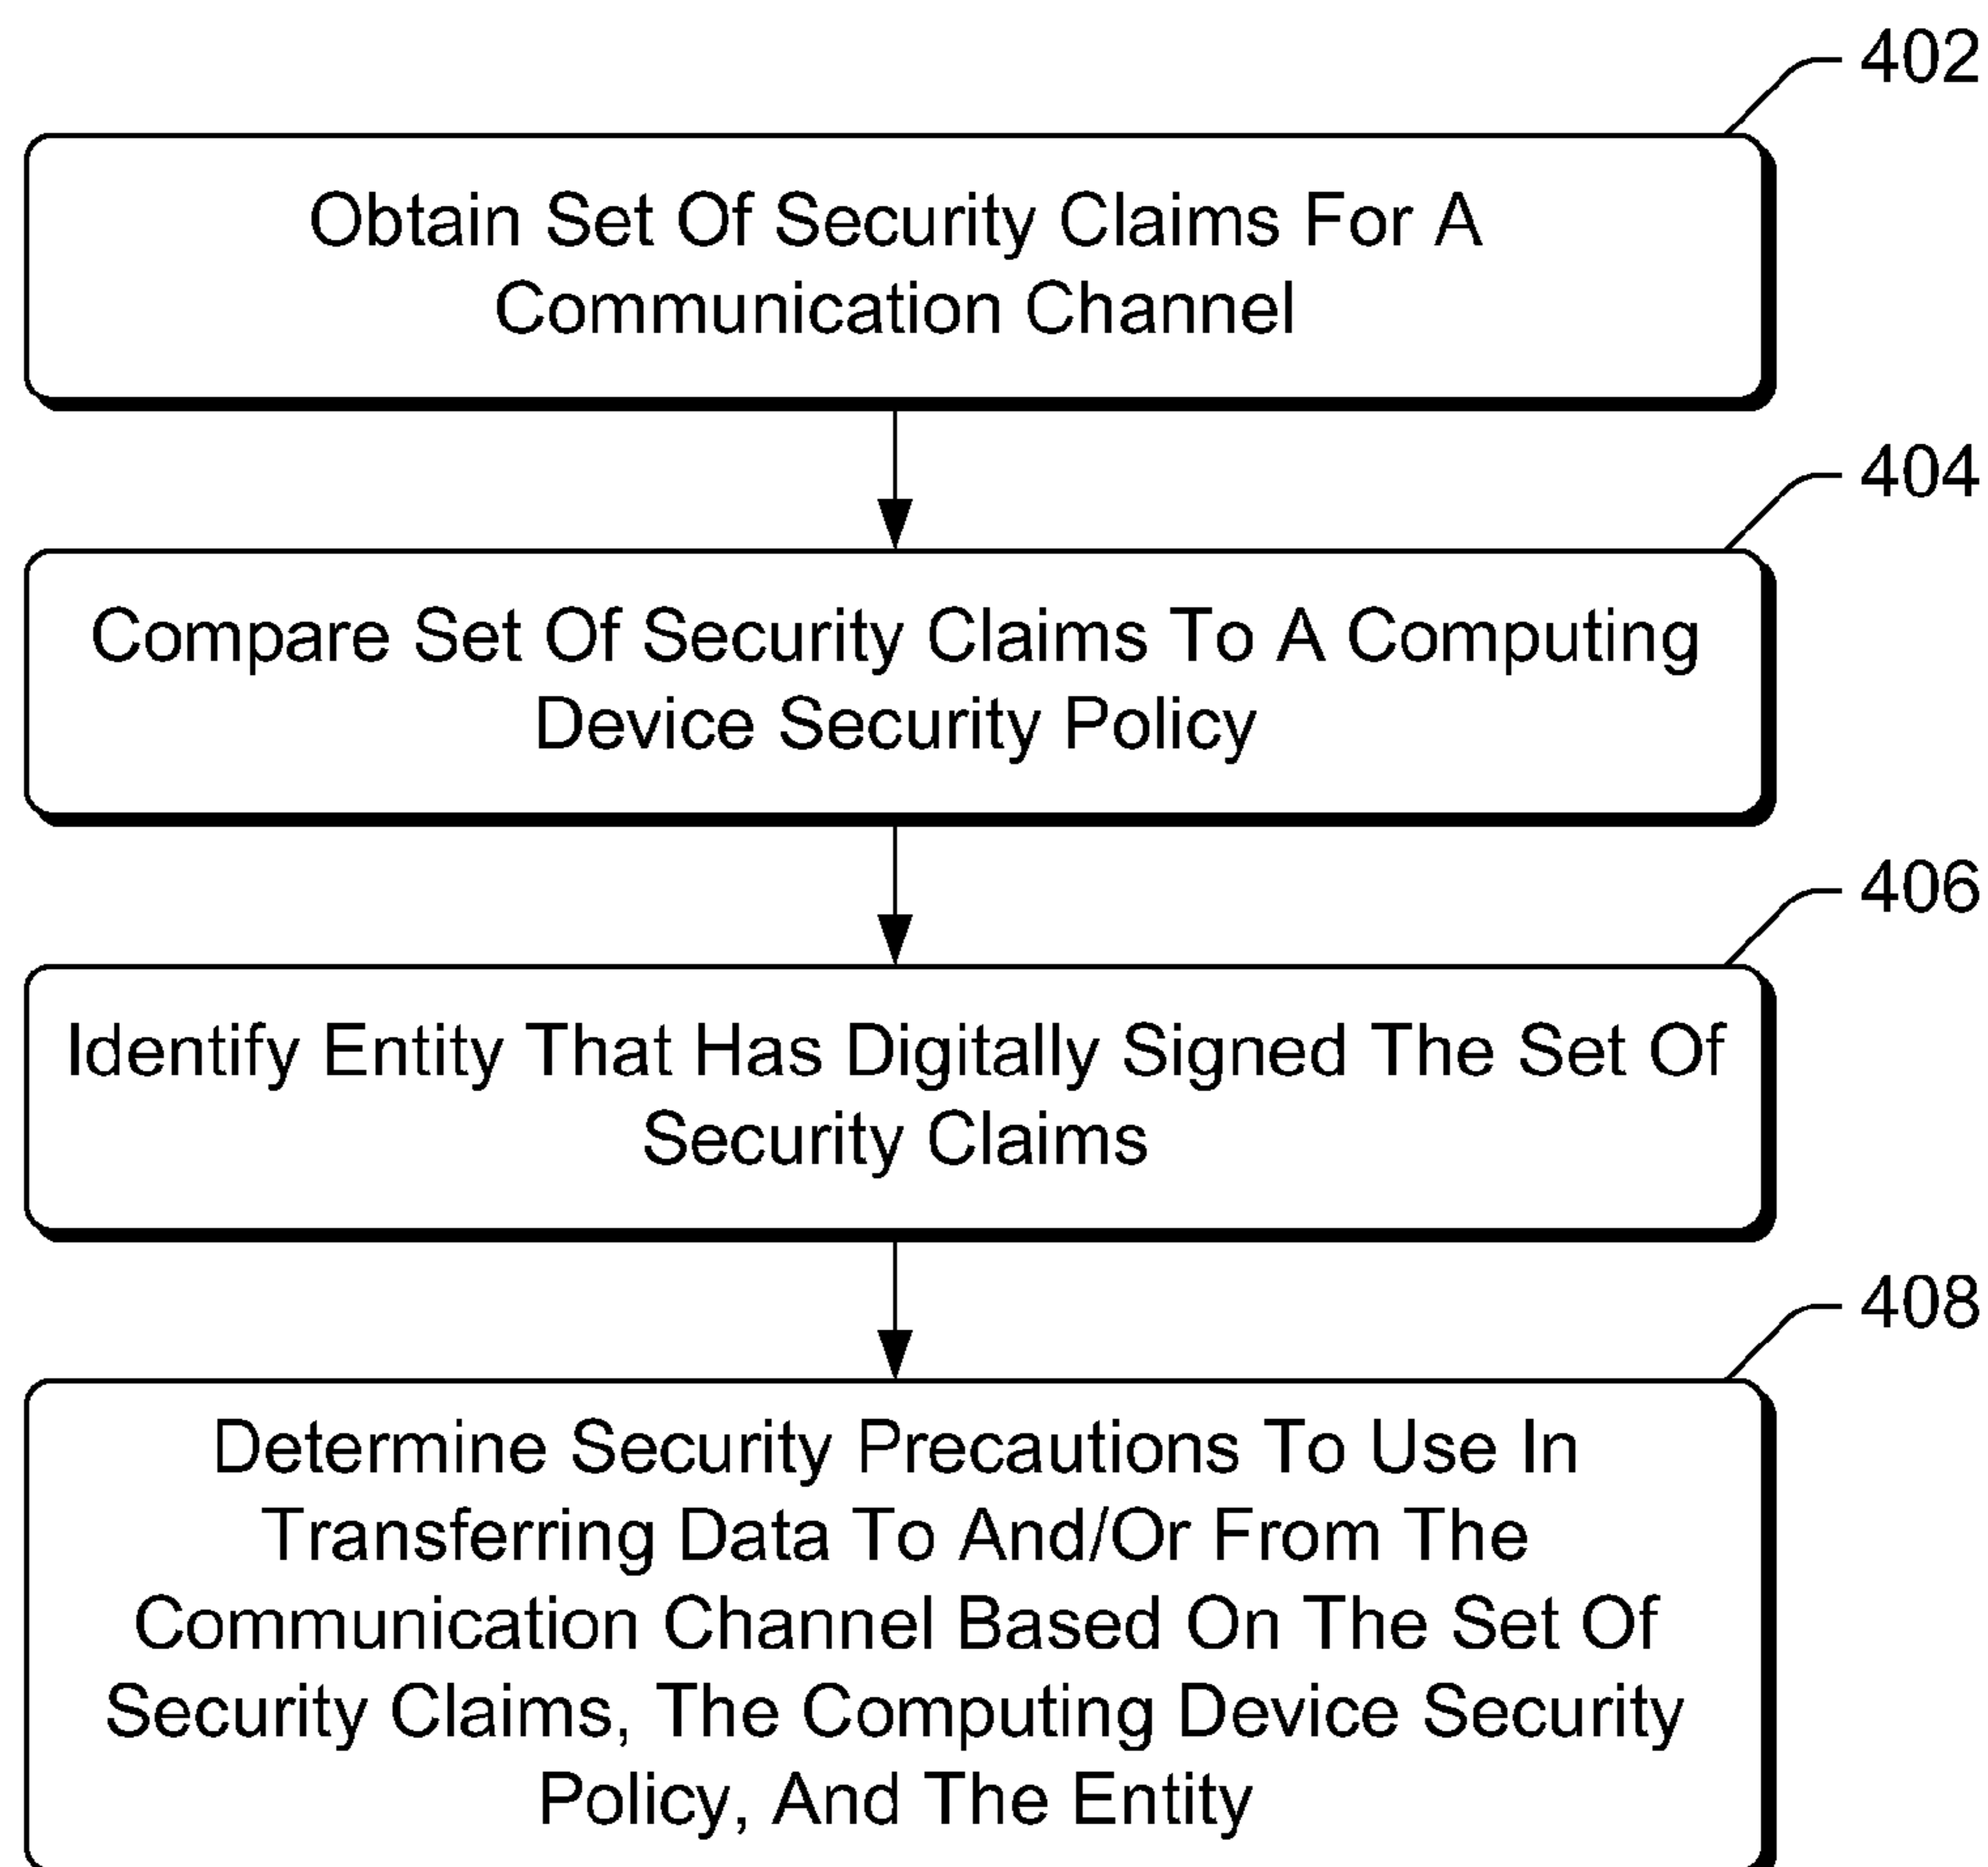 402
Obtain Set Of Security Claims For A
Communication Channel
404
Compare Set Of Security Claims To A Computing
Device Security Policy
406
Identify Entity That Has Digitally Signed The Set Of
Security Claims
408
Determine Security Precautions To Use In
Transferring Data To And/Or From The
Communication Channel Based On The Set Of
Security Claims, The Computing Device Security
Policy, And The Entity